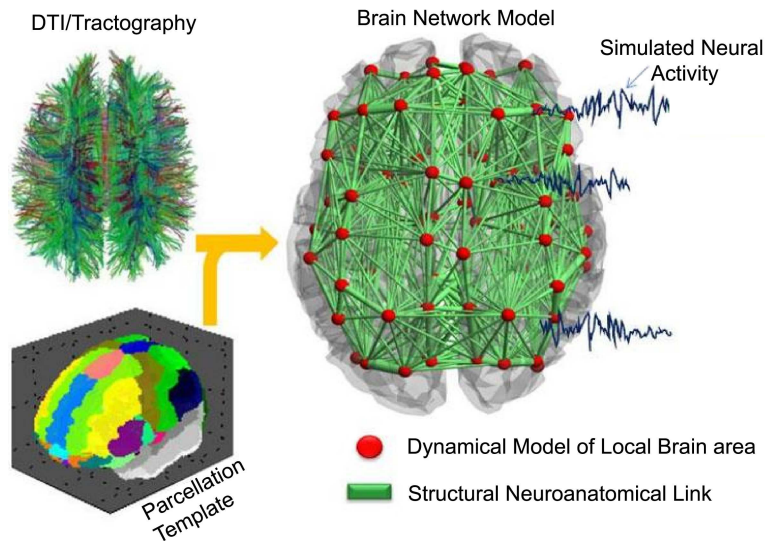 DTI/Tractography
Brain Network Model
Simulated Neural
Activity
Parcellation
Template
Dynamical Model of Local Brain area
Structural Neuroanatomical Link